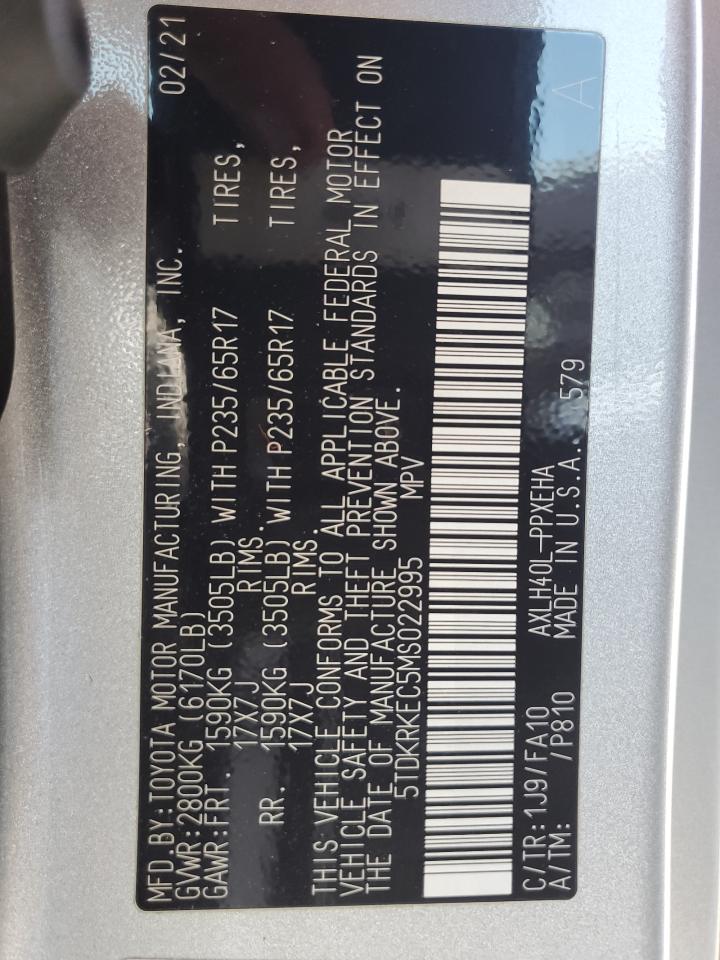 MFD.BY:TOYOTA MOTOR MANUFACTURING, INDIANA, INC. 02/21
GVWR:2800KG (6170LB)
GAWR:FRT. 1590KG (3505LB) WITH P235/65R17 TIRES,
17X7J RIMS.
RR. 1590KG (3505LB) WITH P235/65R17 TIRES,
17X7J RIMS.
THIS VEHICLE CONFORMS TO ALL APPLICABLE FEDERAL MOTOR
VEHICLE SAFETY AND THEFT PREVENTION STANDARDS IN EFFECT ON
THE DATE OF MANUFACTURE SHOWN ABOVE.
5TDKRKEC5MS022995 MPV
C/TR:1J9/FA10 AXLH40L-PPXEHA
A/TM: /P810 MADE IN U.S.A. 579
A